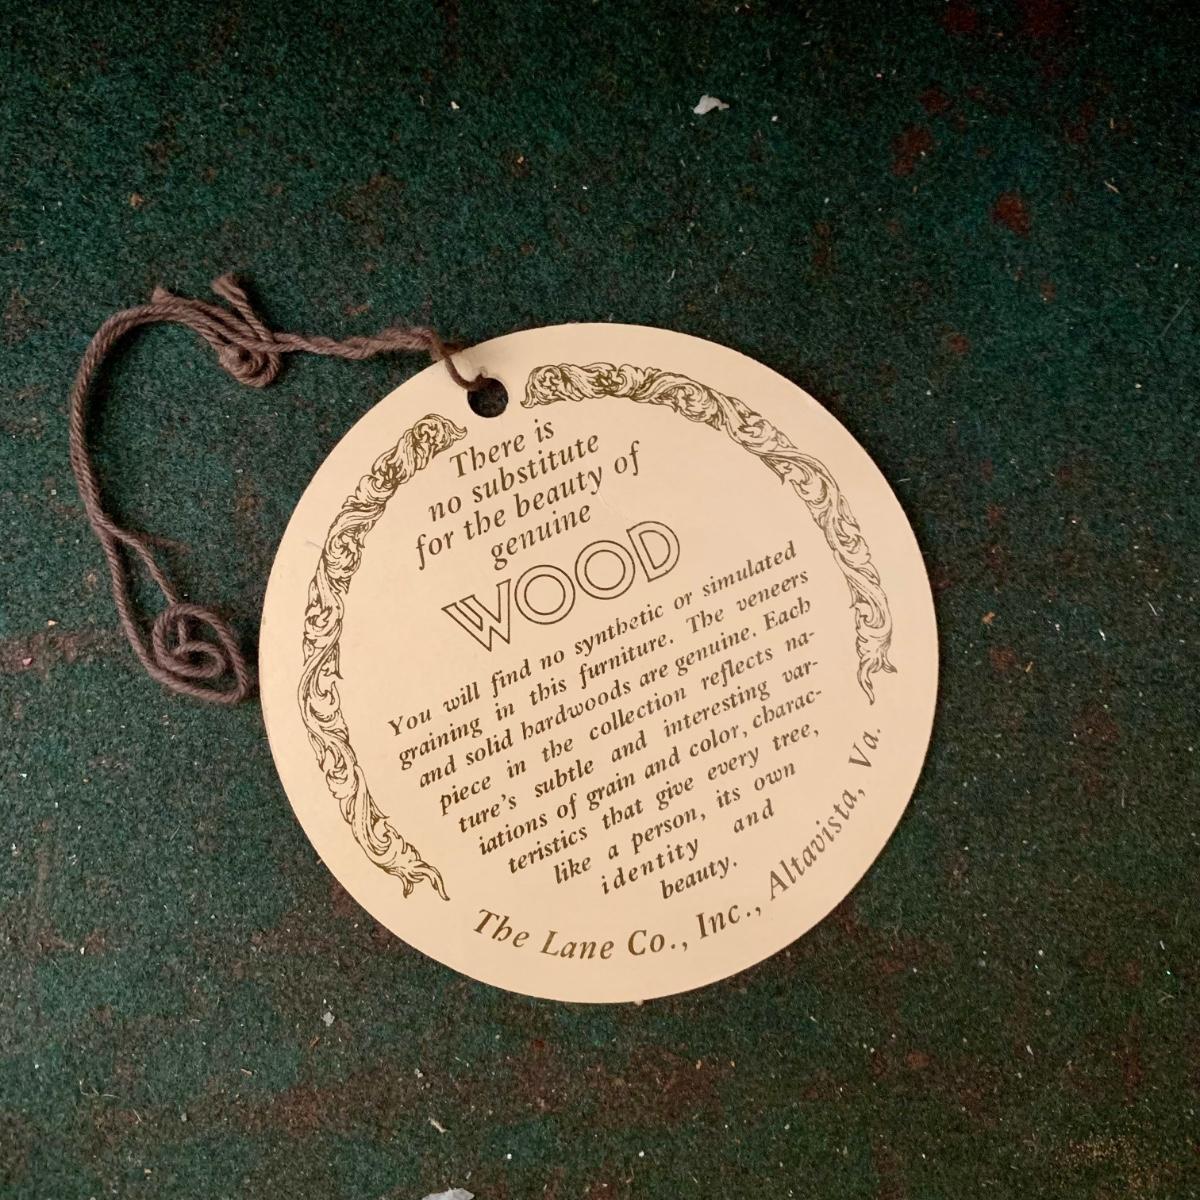 There is
no substitute
for the beauty of
genuine
WOOD
You will find no synthetic or simulated
graining in this furniture. The veneers
and solid hardwoods are genuine. Each
piece in the collection reflects na-
ture's subtle and interesting var-
iations of grain and color, charac-
teristics that give every tree,
like a person, its own
identity and
beauty.
The Lane Co., Inc., Altavista, Va.